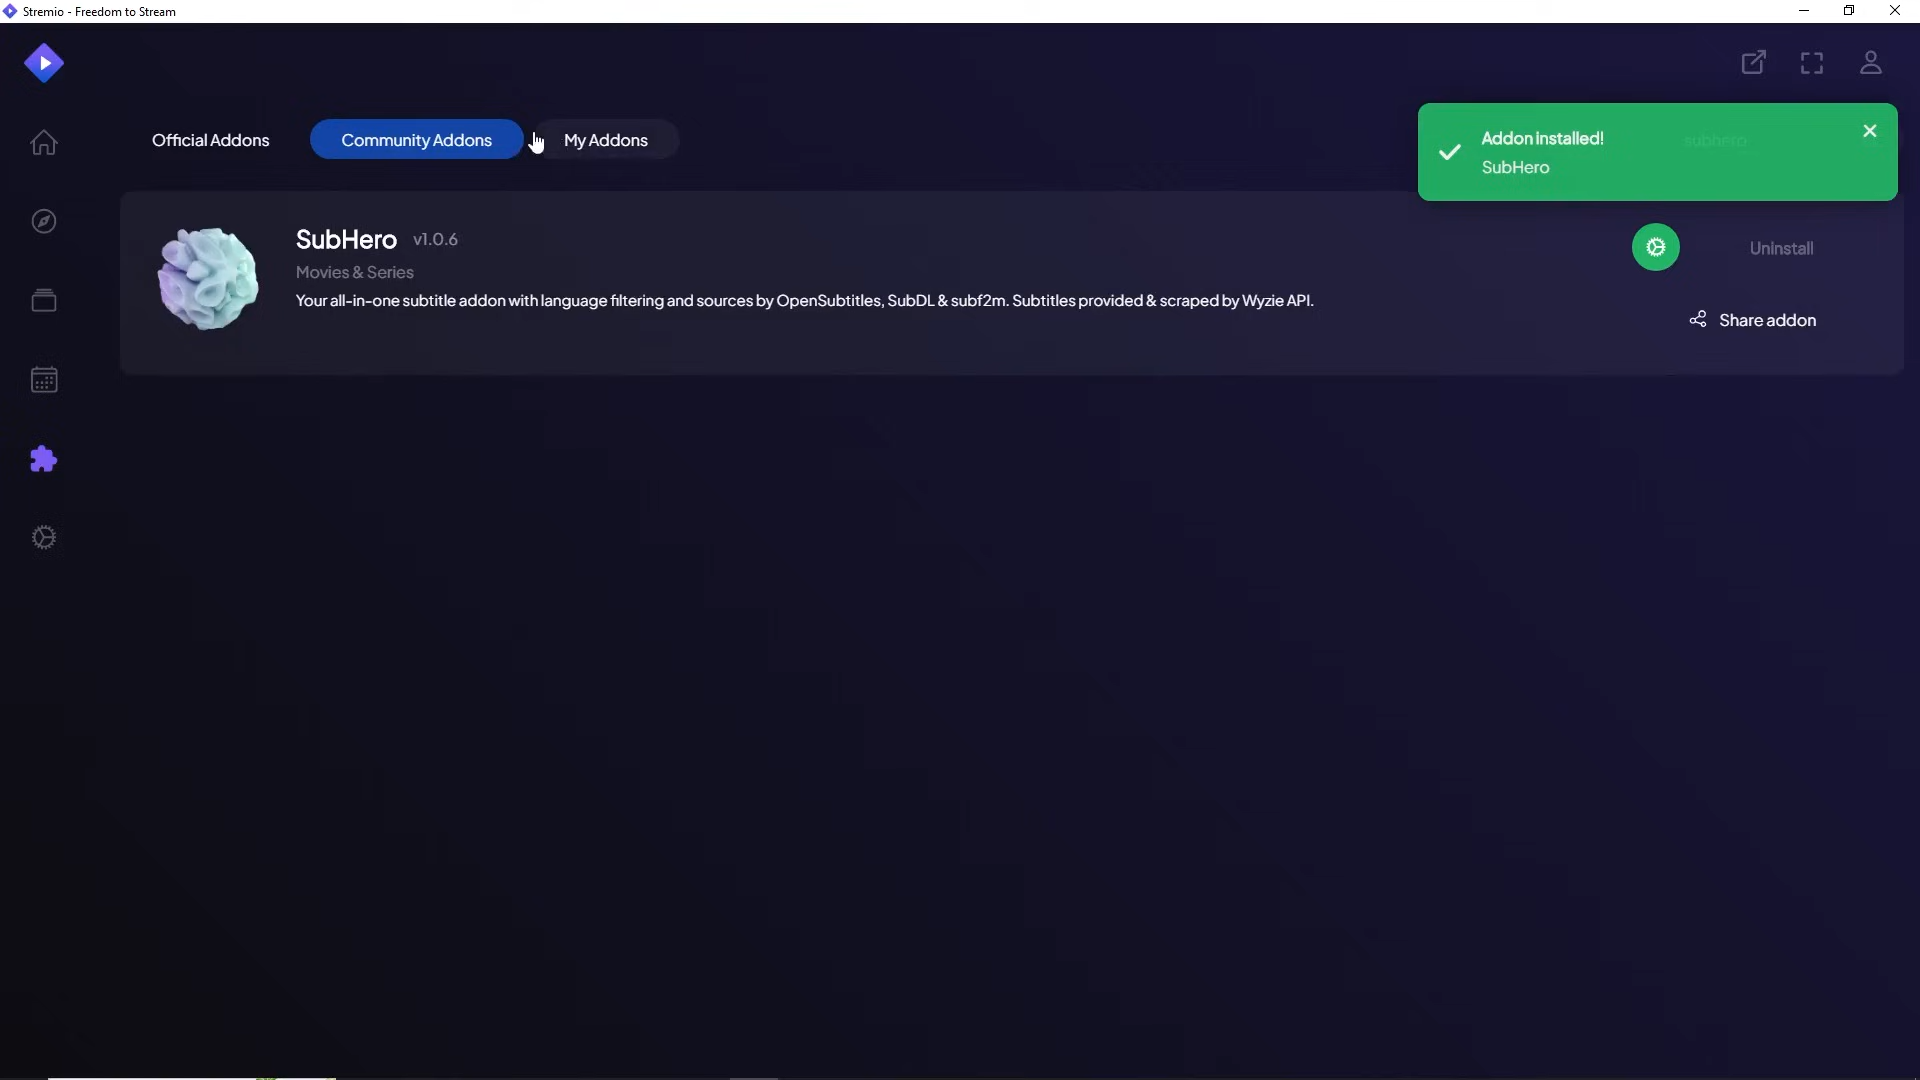 Stremio - Freedom to Stream
Official Addons
Community Addons
My Addons
Addon installed!
SubHero
subhero
SubHero v1.0.6
Movies & Series
Your all-in-one subtitle addon with language filtering and sources by OpenSubtitles, SubDL & subf2m. Subtitles provided & scraped by Wyzie API.
Uninstall
Share addon